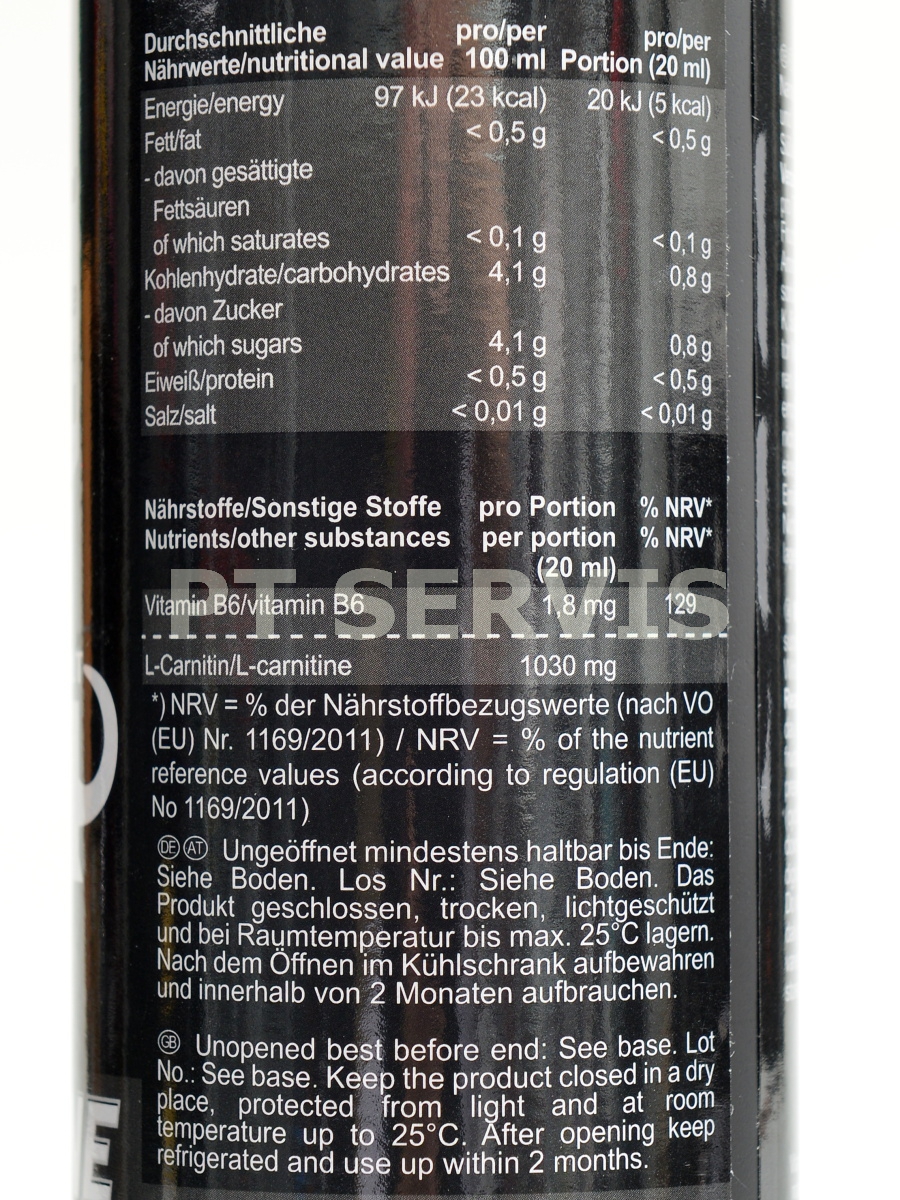 Durchschnittliche pro/per pro/per
Nährwerte/nutritional value 100 ml Portion (20 ml)
Energie/energy 97 kJ (23 kcal) 20 kJ (5 kcal)
Fett/fat < 0,5 g < 0,5 g
- davon gesättigte
Fettsäuren
of which saturates < 0,1 g < 0,1 g
Kohlenhydrate/carbohydrates 4,1 g 0,8 g
- davon Zucker
of which sugars 4,1 g 0,8 g
Eiweiß/protein < 0,5 g < 0,5 g
Salz/salt < 0,01 g < 0,01 g
Nährstoffe/Sonstige Stoffe pro Portion % NRV*
Nutrients/other substances per portion % NRV*
(20 ml)
PT SERVIS
Vitamin B6/vitamin B6 1,8 mg 129
L-Carnitin/L-carnitine 1030 mg
*) NRV = % der Nährstoffbezugswerte (nach VO
(EU) Nr. 1169/2011) / NRV = % of the nutrient
reference values (according to regulation (EU)
No 1169/2011)
DE AT Ungeöffnet mindestens haltbar bis Ende:
Siehe Boden. Los Nr.: Siehe Boden. Das
Produkt geschlossen, trocken, lichtgeschützt
und bei Raumtemperatur bis max. 25°C lagern.
Nach dem Öffnen im Kühlschrank aufbewahren
und innerhalb von 2 Monaten aufbrauchen.
GB Unopened best before end: See base. Lot
No.: See base. Keep the product closed in a dry
place, protected from light and at room
temperature up to 25°C. After opening keep
refrigerated and use up within 2 months.
E